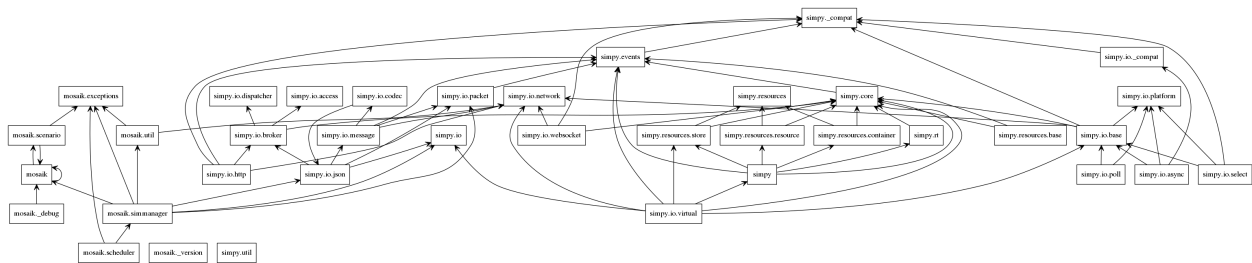 simpy._compat
simpy.events
simpy.io._compat
mosaik.exceptions
simpy.io.dispatcher
simpy.io.access
simpy.io.codec
simpy.io.packet
simpy.io.network
simpy.resources
simpy.core
simpy.io.platform
mosaik.scenario
mosaik.util
simpy.io.broker
simpy.io.message
simpy.io
simpy.io.websocket
simpy.resources.store
simpy.resources.resource
simpy.resources.container
simpy.rt
simpy.resources.base
simpy.io.base
mosaik
simpy.io.http
simpy.io.json
simpy
simpy.io.poll
simpy.io.async
simpy.io.select
mosaik._debug
mosaik.simmanager
simpy.io.virtual
mosaik.scheduler
mosaik._version
simpy.util